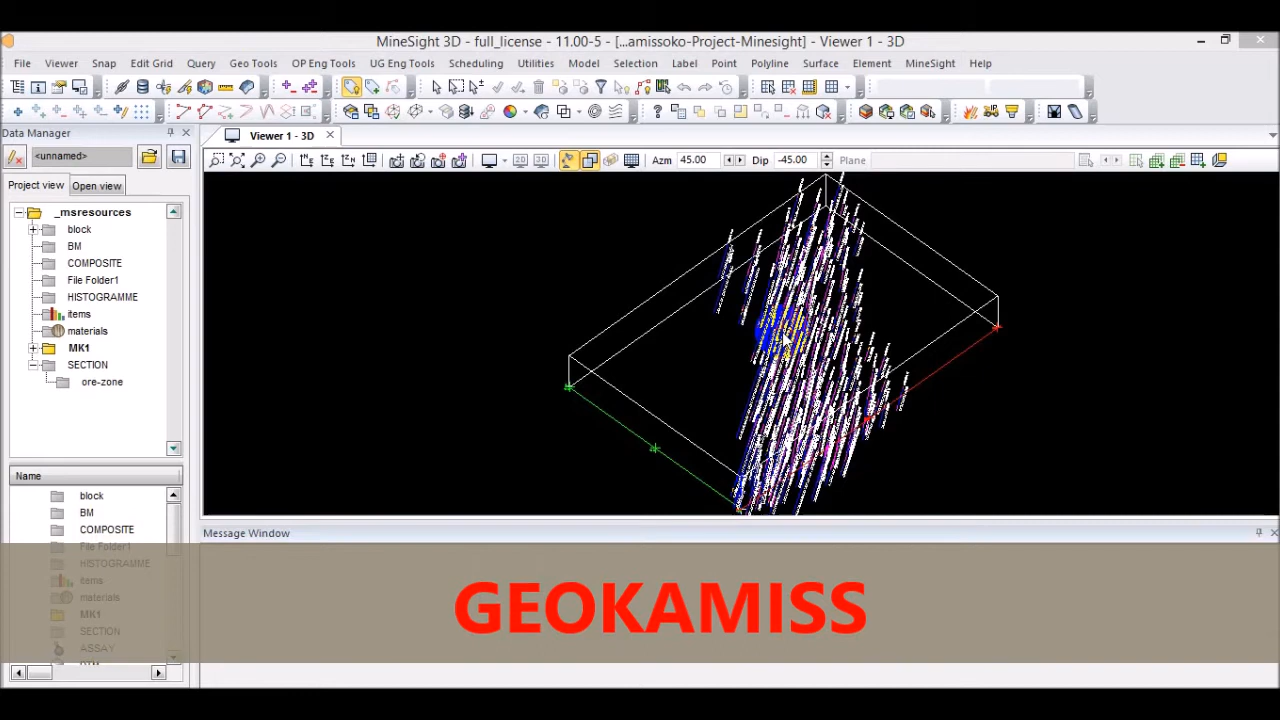 MineSight 3D - full_license - 11.00-5 - [...amissoko-Project-Minesight] - Viewer 1 - 3D
File Viewer Snap Edit Grid Query Geo Tools OP Eng Tools UG Eng Tools Scheduling Utilities Model Selection Label Point Polyline Surface Element MineSight Help
Data Manager
Viewer 1 - 3D
<unnamed>
Azm 45.00 Dip -45.00 Plane
Project view Open view
_msresources
block
BM
COMPOSITE
File Folder1
HISTOGRAMME
items
materials
MK1
SECTION
ore-zone
Name
block
BM
COMPOSITE
File Folder1
HISTOGRAMME
items
materials
MK1
SECTION
ASSAY
Message Window
GEOKAMISS